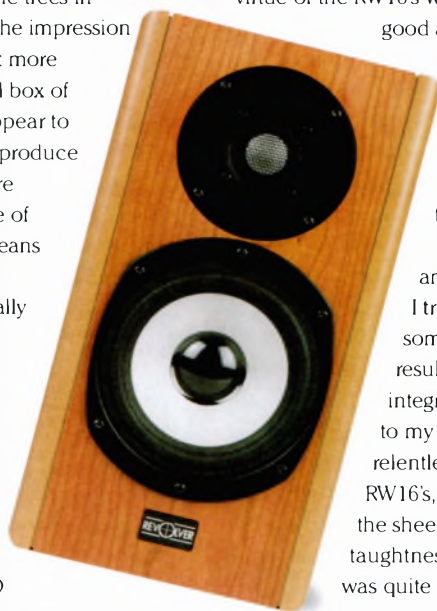 he trees in
he impression
more
box of
pear to
produce
re
e of
eans
ally
virtue of the RW16's w
good a
t
ar
I tr
som
resul
integr
to my
relentle
RW16's,
the shee
taughtnes
was quite
REVOLVER